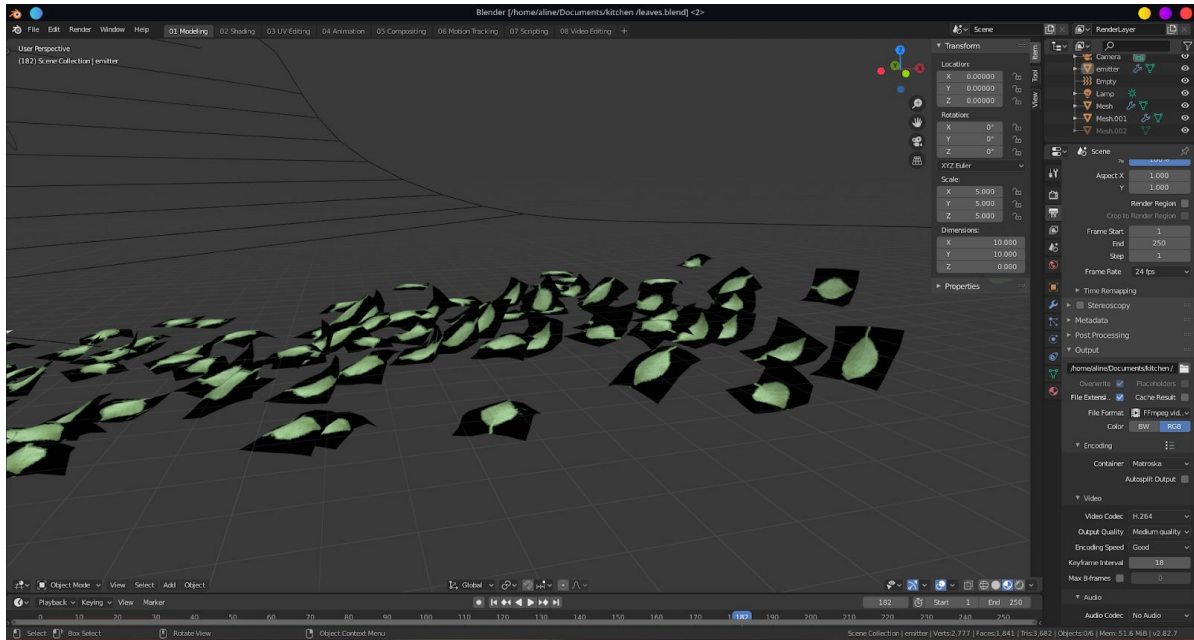 Blender [/home/aline/Documents/kitchen /leaves.blend] <2>
File Edit Render Window Help
01 Modeling 02 Shading 03 UV Editing 04 Animation 05 Compositing 06 Motion Tracking 07 Scripting 08 Video Editing +
Scene
RenderLayer
User Perspective
(182) Scene Collection | emitter
Z
Transform
Location:
X 0.00000
Y 0.00000
Z 0.00000
Rotation:
X 0°
Y 0°
Z 0°
XYZ Euler
Scale:
X 5.000
Y 5.000
Z 5.000
Dimensions:
X 10.000
Y 10.000
Z 0.000
Properties
Item
Tool
View
Camera
emitter
Empty
Lamp
Mesh
Mesh.001
Mesh.002
Scene
%
100%
Aspect X 1.000
Y 1.000
Render Region
Crop to Render Region
Frame Start 1
End 250
Step 1
Frame Rate 24 fps
Time Remapping
Stereoscopy
Metadata
Post Processing
Output
/home/aline/Documents/kitchen /
Overwrite Placeholders
File Extensi.. Cache Result
File Format FFmpeg vid..
Color BW RGB
Encoding
Container Matroska
Autosplit Output
Video
Video Codec H.264
Output Quality Medium quality
Encoding Speed Good
Keyframe Interval 18
Max B-frames 0
Audio
Audio Codec No Audio
Object Mode View Select Add Object
Global
Playback Keying View Marker
182 Start 1 End 250
0 10 20 30 40 50 60 70 80 90 100 110 120 130 140 150 160 170 182 190 200 210 220 230 240 250
Select Box Select Rotate View Object Context Menu
Scene Collection | emitter | Verts:2,777 | Faces:1,841 | Tris:3,682 | Objects:0/6 | Mem: 51.6 MiB | v2.82.7